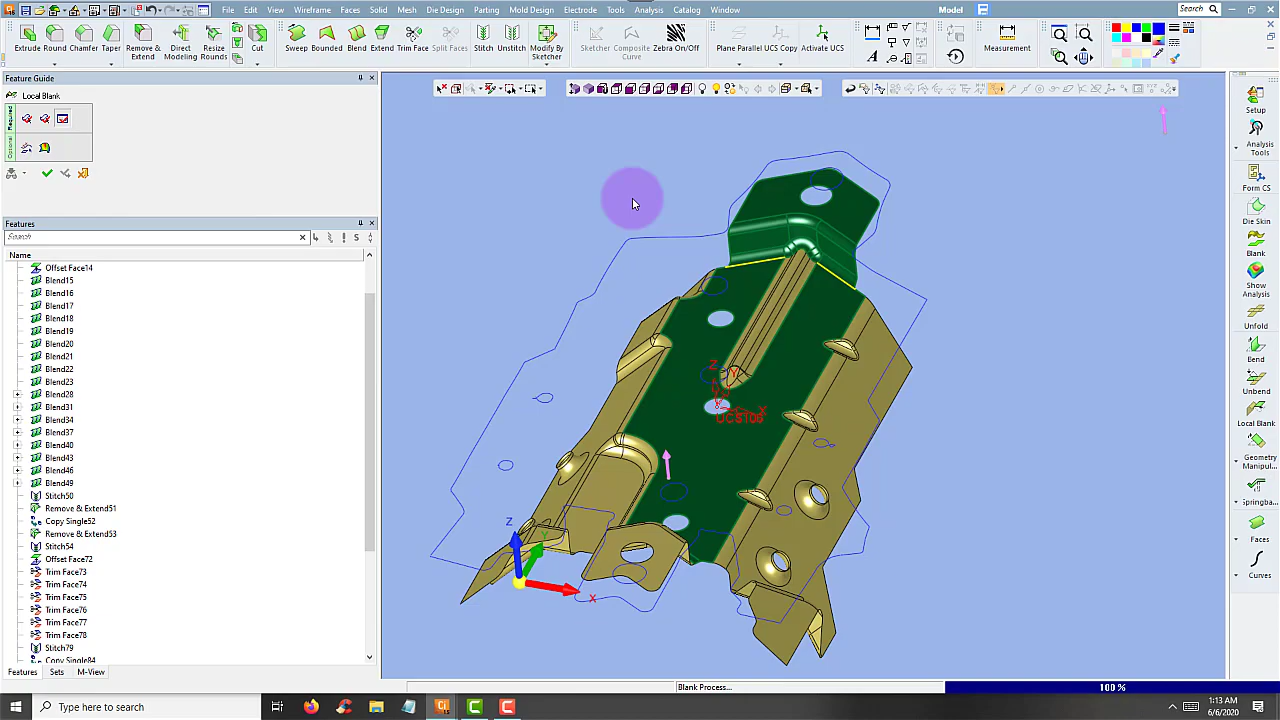 File Edit Views Wireframe Faces Solid Mesh Die Design Parting Mold Design Electrode Tools Analysis Catalog Window Model Search
Extrude Round Chamfer Taper Remove & Extend Direct Modeling Resize Rounds Cut Sweep Bounded Blend Extend Trim Stitch Unstitch Modify By Sketcher Sketcher Composite Curve Zebra On/Off Plane Parallel UCS Copy Activate UCS Measurement
Feature Guide
Local Blank
Required
Optional
Features
Search
S
Name
Offset Face14
Blend15
Blend16
Blend17
Blend18
Blend19
Blend20
Blend21
Blend22
Blend23
Blend28
Blend31
Blend34
Blend37
Blend40
Blend43
Blend46
Blend49
Stitch50
Remove & Extend51
Copy Single52
Remove & Extend53
Stitch54
Offset Face72
Trim Face73
Trim Face74
Trim Face75
Trim Face76
Trim Face77
Trim Face78
Stitch79
Copy Single84
Features Sets M-View
Z
Y
X
Z
Y
X
Setup
Analysis Tools
Form CS
Die Skin
Blank
Show Analysis
Unfold
Bend
Unbend
Local Blank
Geometry Manipul...
Springba...
Faces
Curves
Blank Process...
100 %
Type here to search
1:13 AM
6/6/2020